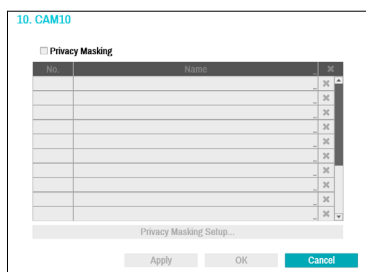 10. CAM10
Privacy Masking
No. Name
Privacy Masking Setup...
Apply OK Cancel